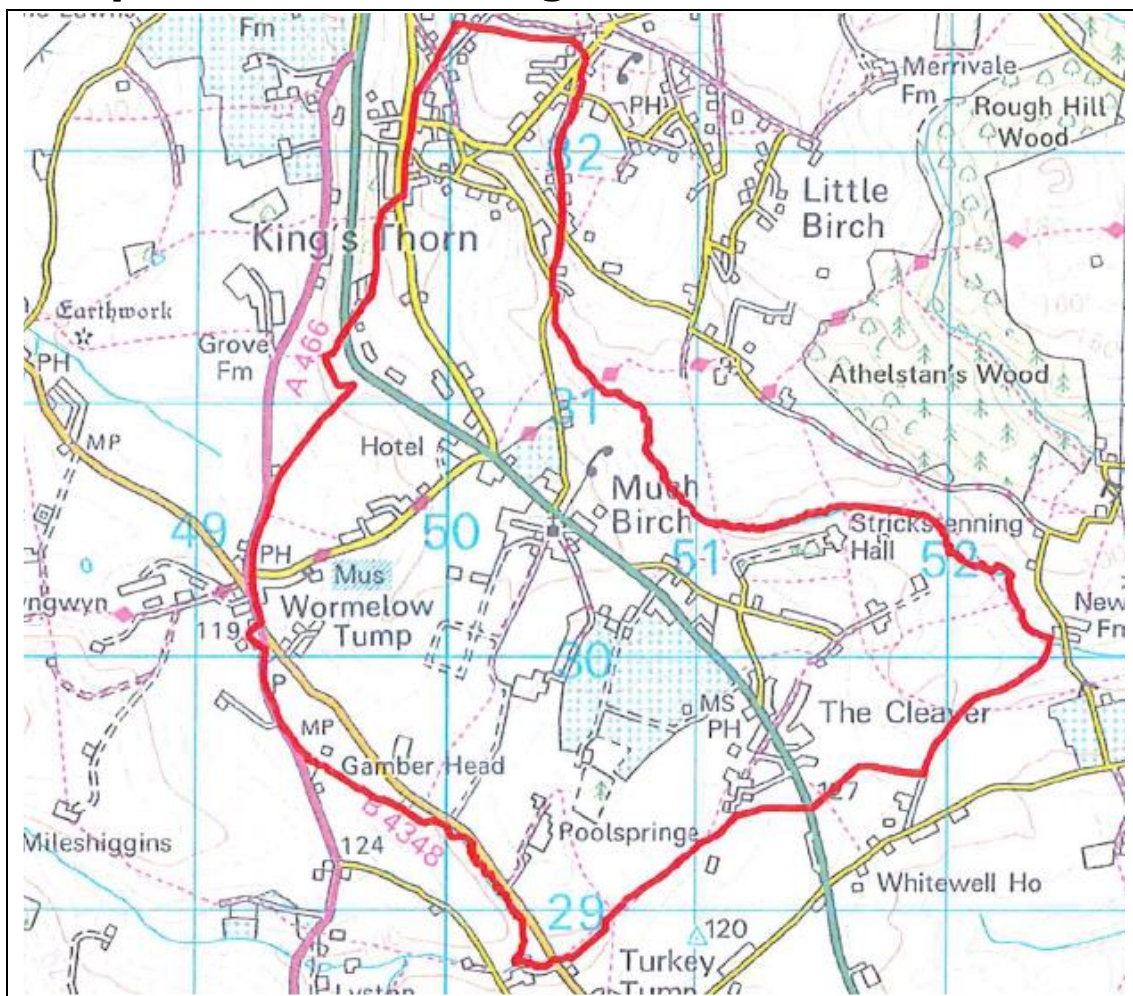 Fm
Merrivale
Fm
Rough Hill
Wood
PH
32
Little
Birch
King's Thorn
Earthwork
Grove
Fm
A 466
PH
MP
Athelstan's Wood
31
Hotel
Much
Birch
49
50
51
52
Hall
PH
Mus
Wormelow
Tump
119
New
Fm
30
MS
PH
The Cleaver
P
MP
Gamber Head
B 4348
127
Poolspringe
Mileshiggins
124
Whitewell Ho
29
120
Turkey
Tump
Lyston